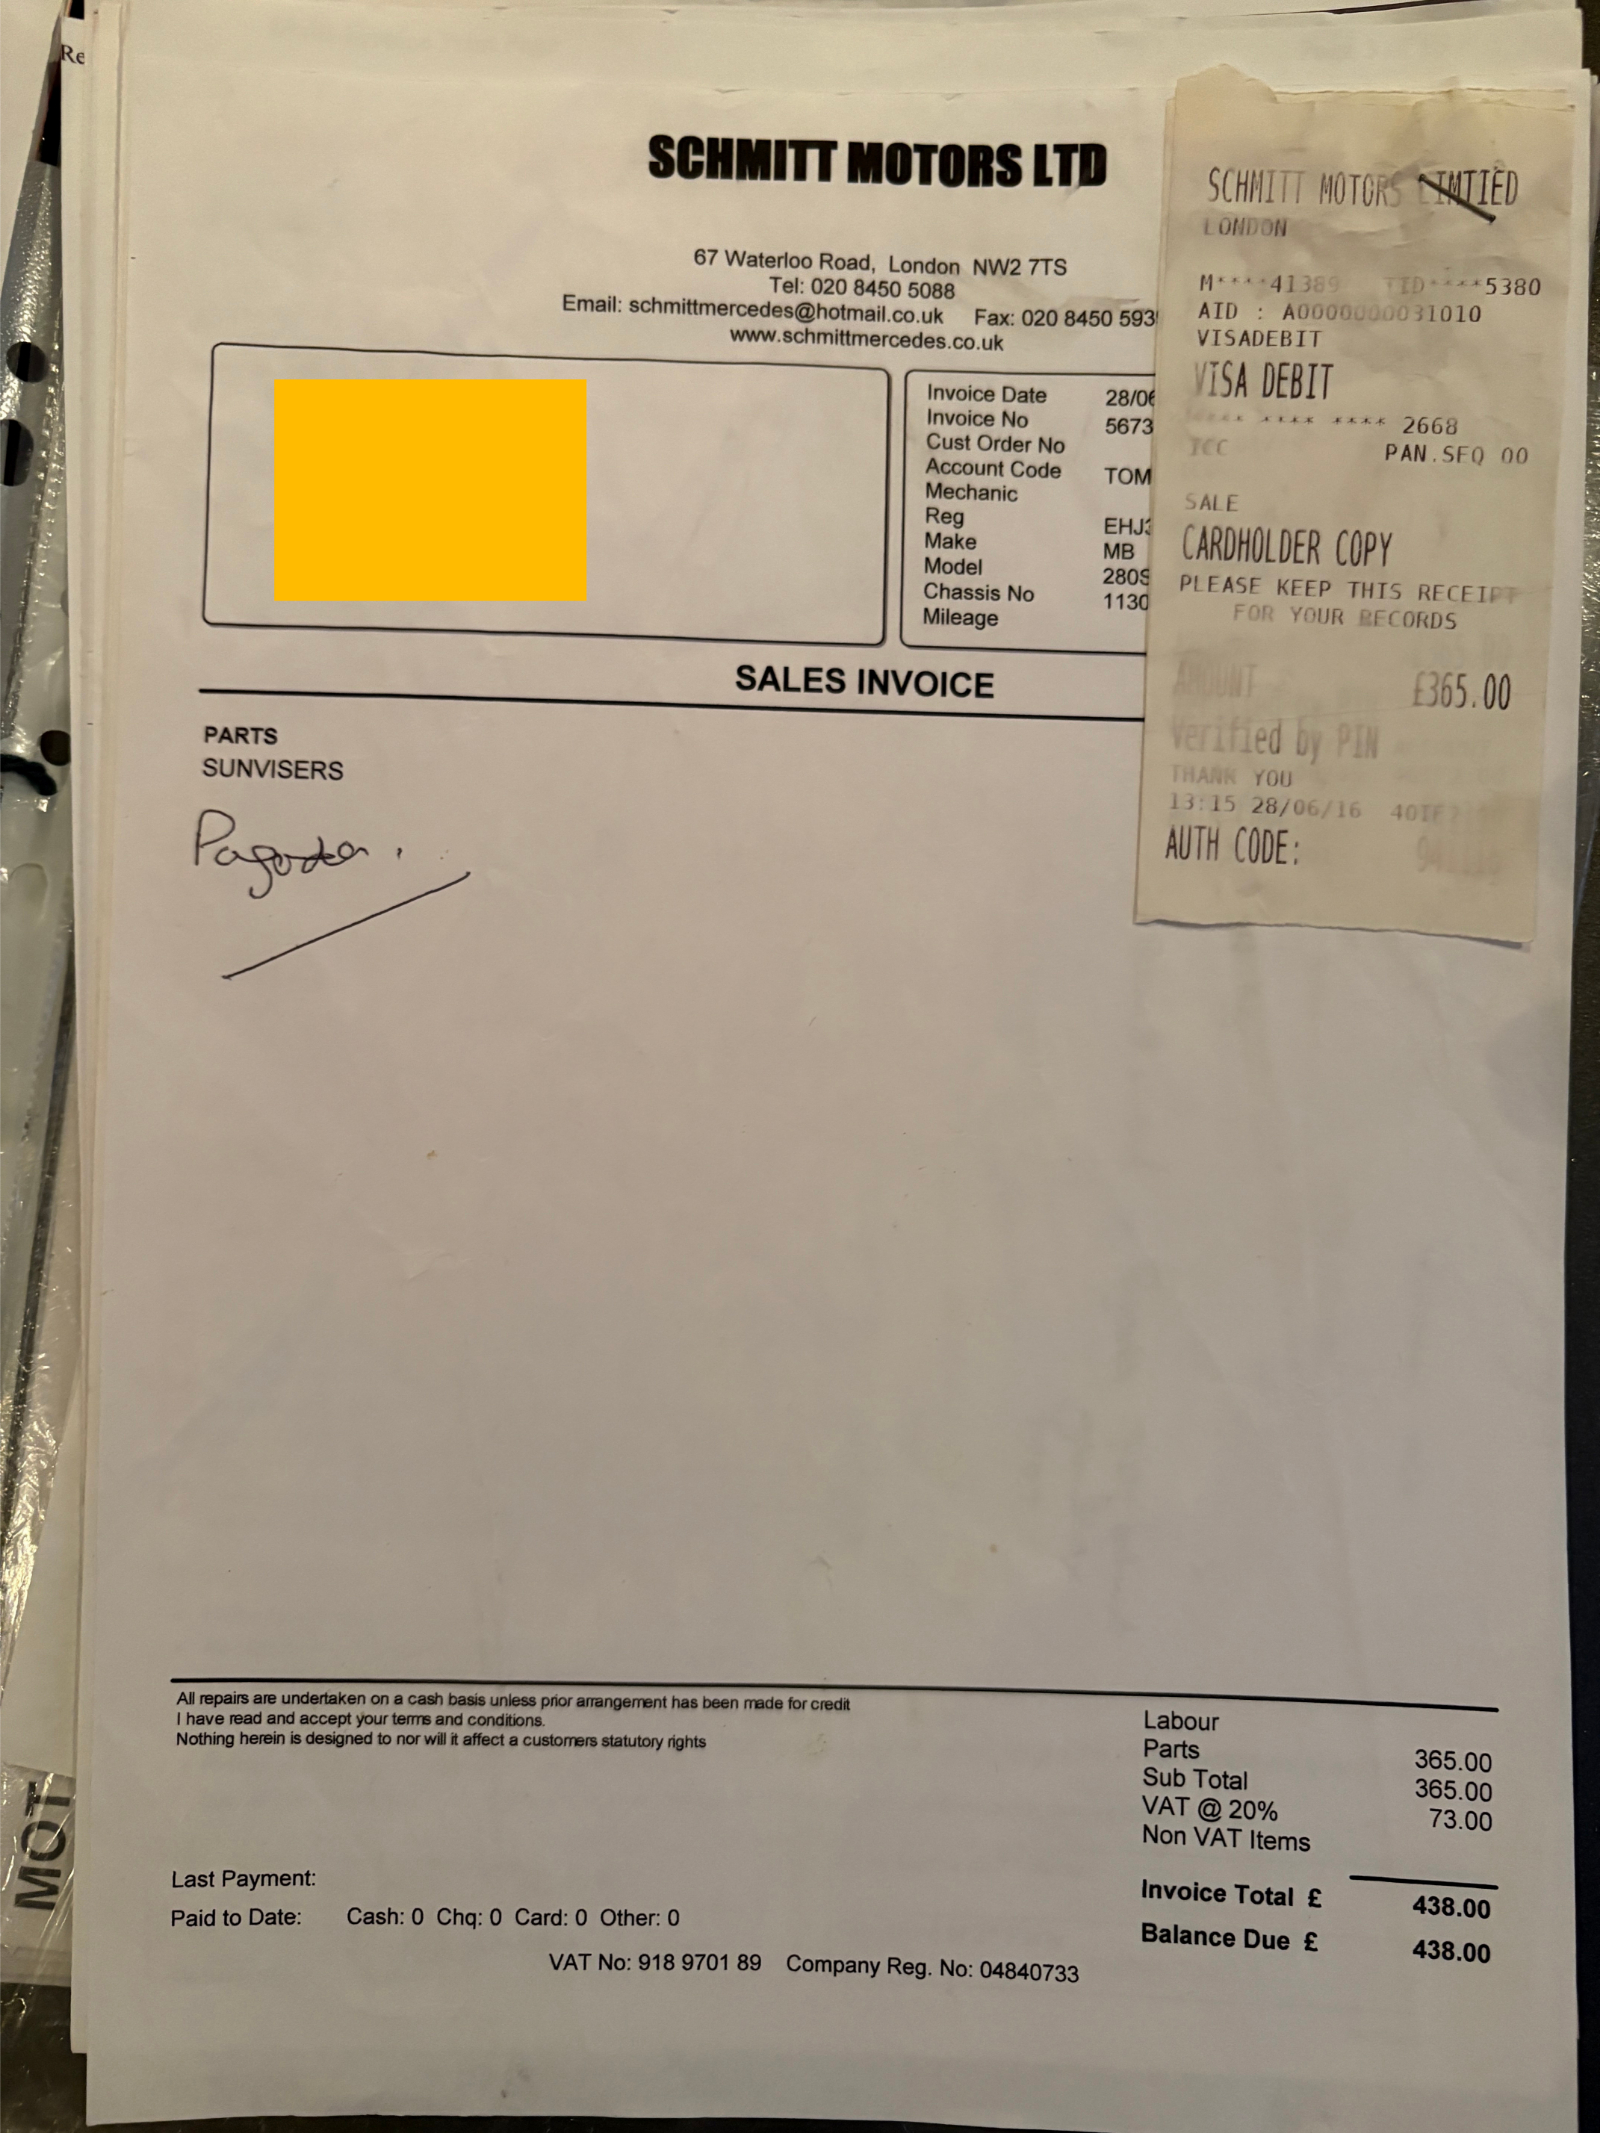 Re
SCHMITT MOTORS LTD
67 Waterloo Road, London NW2 7TS
Tel: 020 8450 5088
Email: schmittmercedes@hotmail.co.uk Fax: 020 8450 593
www.schmittmercedes.co.uk
Invoice Date 28/06
Invoice No 5673
Cust Order No
Account Code TOM
Mechanic
Reg EHJ3
Make MB
Model 280S
Chassis No 1130
Mileage
SALES INVOICE
PARTS
SUNVISERS
Pagoda.
SCHMITT MOTORS LIMTIED
LONDON
M****41389 TID****5380
AID : A0000000031010
VISADEBIT
VISA DEBIT
**** **** **** 2668
ICC PAN.SEQ 00
SALE
CARDHOLDER COPY
PLEASE KEEP THIS RECEIPT
FOR YOUR RECORDS
AMOUNT £365.00
Verified by PIN
THANK YOU
13:15 28/06/16
AUTH CODE:
All repairs are undertaken on a cash basis unless prior arrangement has been made for credit
I have read and accept your terms and conditions.
Nothing herein is designed to nor will it affect a customers statutory rights
Labour
Parts 365.00
Sub Total 365.00
VAT @ 20% 73.00
Non VAT Items
Invoice Total £ 438.00
Balance Due £ 438.00
Last Payment:
Paid to Date: Cash: 0 Chq: 0 Card: 0 Other: 0
VAT No: 918 9701 89 Company Reg. No: 04840733
MOT